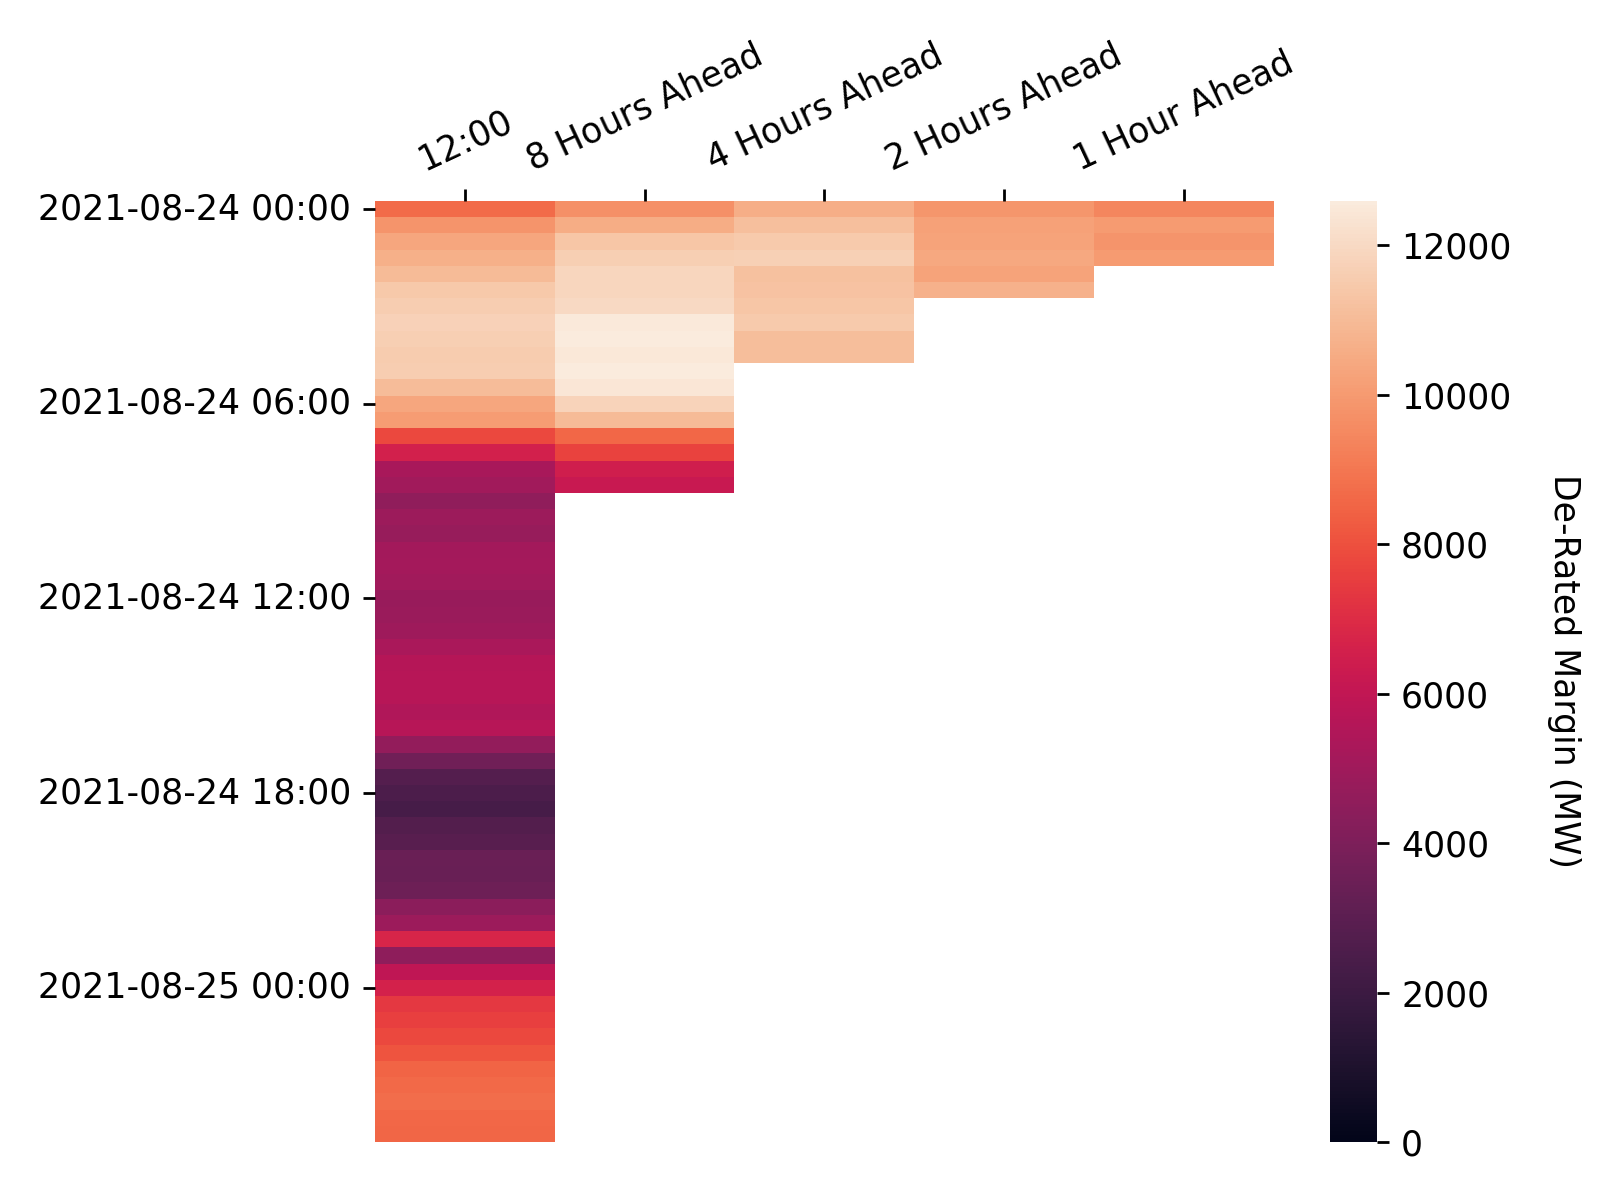 12:00
8 Hours Ahead
4 Hours Ahead
2 Hours Ahead
1 Hour Ahead
2021-08-24 00:00
2021-08-24 06:00
2021-08-24 12:00
2021-08-24 18:00
2021-08-25 00:00
12000
10000
8000
6000
4000
2000
0
De-Rated Margin (MW)